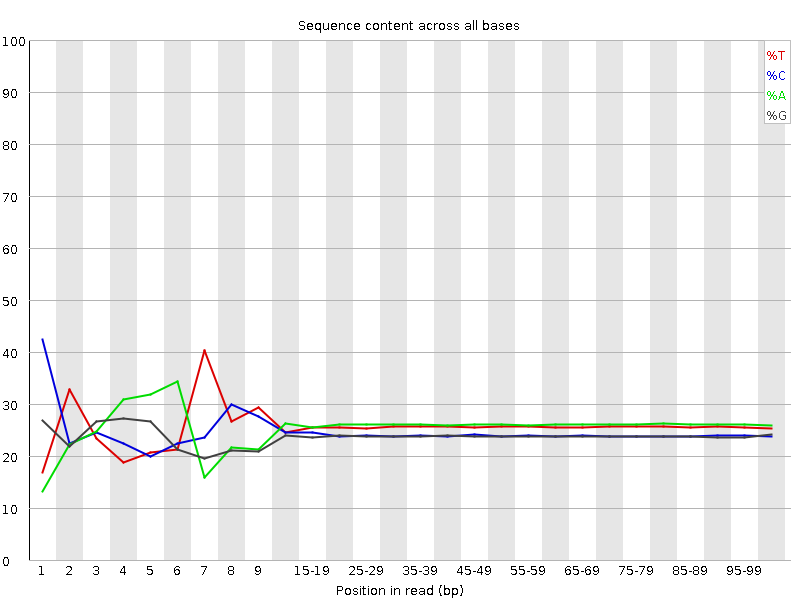 Sequence content across all bases
100
90
80
70
60
50
40
30
20
10
0
%T
%C
%A
%G
1 2 3 4 5 6 7 8 9 15-19 25-29 35-39 45-49 55-59 65-69 75-79 85-89 95-99
Position in read (bp)